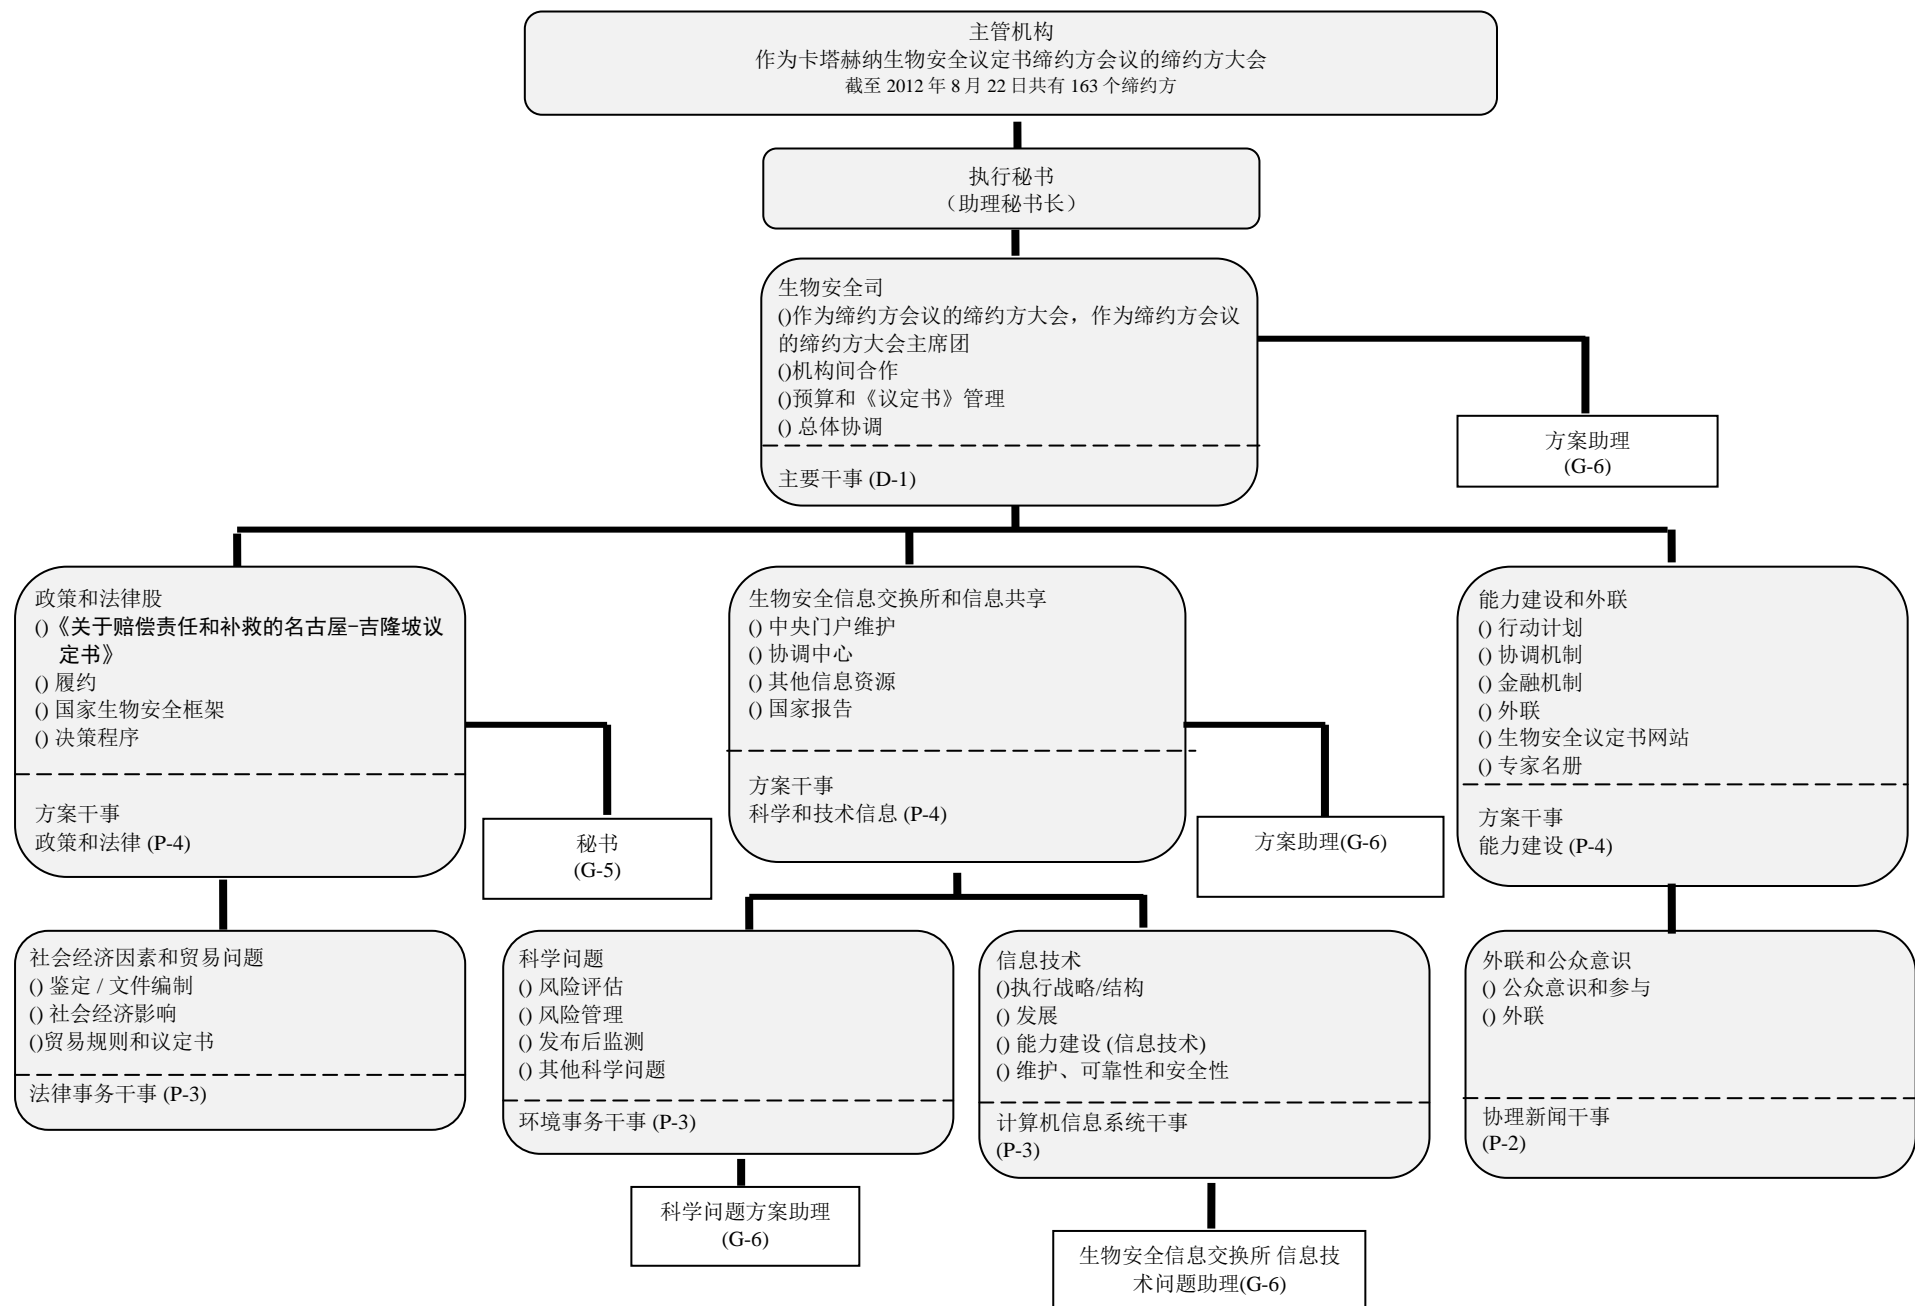 主管机构
作为卡塔赫纳生物安全议定书缔约方会议的缔约方大会
截至 2012 年 8 月 22 日共有 163 个缔约方
执行秘书
（助理秘书长）
生物安全司
()作为缔约方会议的缔约方大会，作为缔约方会议
的缔约方大会主席团
()机构间合作
()预算和《议定书》管理
() 总体协调
主要干事 (D-1)
方案助理
(G-6)
政策和法律股
()《关于赔偿责任和补救的名古屋-吉隆坡议
定书》
() 履约
() 国家生物安全框架
() 决策程序
方案干事
政策和法律 (P-4)
秘书
(G-5)
生物安全信息交换所和信息共享
() 中央门户维护
() 协调中心
() 其他信息资源
() 国家报告
方案干事
科学和技术信息 (P-4)
方案助理(G-6)
能力建设和外联
() 行动计划
() 协调机制
() 金融机制
() 外联
() 生物安全议定书网站
() 专家名册
方案干事
能力建设 (P-4)
社会经济因素和贸易问题
() 鉴定 / 文件编制
() 社会经济影响
()贸易规则和议定书
法律事务干事 (P-3)
科学问题
() 风险评估
() 风险管理
() 发布后监测
() 其他科学问题
环境事务干事 (P-3)
科学问题方案助理
(G-6)
信息技术
()执行战略/结构
() 发展
() 能力建设 (信息技术)
() 维护、可靠性和安全性
计算机信息系统干事
(P-3)
生物安全信息交换所 信息技
术问题助理(G-6)
外联和公众意识
() 公众意识和参与
() 外联
协理新闻干事
(P-2)